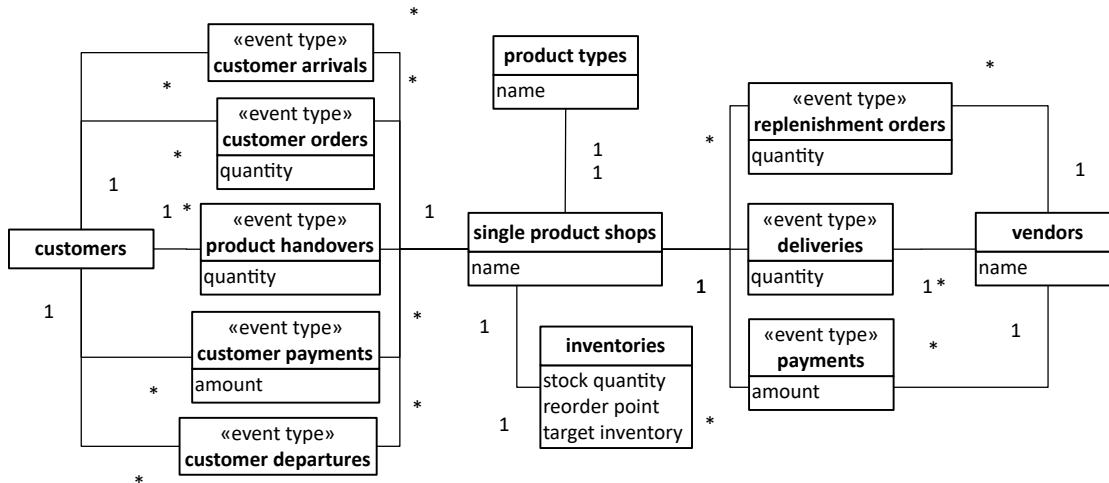 *
«event type»
customer arrivals
*
*
«event type»
customer orders
quantity
*
1
1 *
«event type»
product handovers
quantity
customers
1
«event type»
customer payments
amount
*
*
«event type»
customer departures
*
*
1
product types
name
1
1
single product shops
name
1
inventories
stock quantity
reorder point
target inventory
1
*
«event type»
replenishment orders
quantity
*
*
1
«event type»
deliveries
quantity
1
1 *
vendors
name
1
«event type»
payments
amount
*